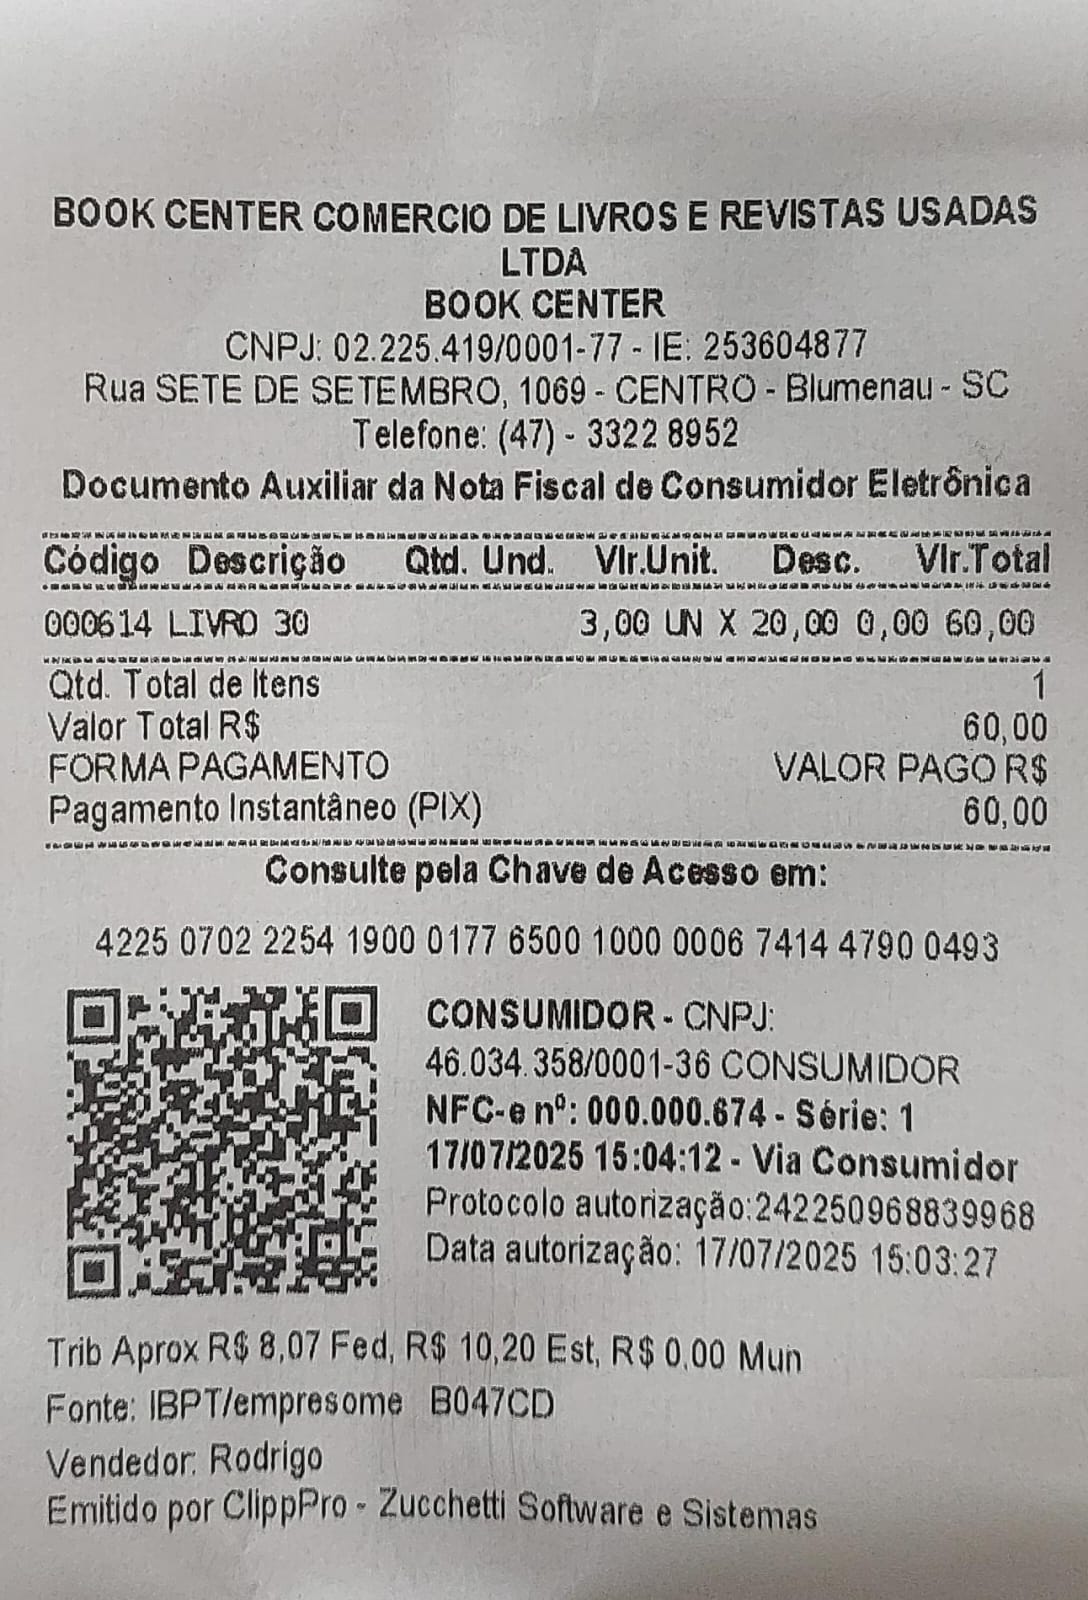 BOOK CENTER COMERCIO DE LIVROS E REVISTAS USADAS
LTDA
BOOK CENTER
CNPJ: 02.225.419/0001-77 - IE: 253604877
Rua SETE DE SETEMBRO, 1069 - CENTRO - Blumenau - SC
Telefone: (47) - 3322 8952
Documento Auxiliar da Nota Fiscal de Consumidor Eletrônica
Código Descrição Qtd. Und. Vlr.Unit. Desc. Vlr.Total
000614 LIVRO 30 3,00 UN X 20,00 0,00 60,00
Qtd. Total de Itens 1
Valor Total R$ 60,00
FORMA PAGAMENTO VALOR PAGO R$
Pagamento Instantâneo (PIX) 60,00
Consulte pela Chave de Acesso em:
4225 0702 2254 1900 0177 6500 1000 0006 7414 4790 0493
CONSUMIDOR - CNPJ:
46.034.358/0001-36 CONSUMIDOR
NFC-e nº: 000.000.674 - Série: 1
17/07/2025 15:04:12 - Via Consumidor
Protocolo autorização:242250968839968
Data autorização: 17/07/2025 15:03:27
Trib Aprox R$ 8,07 Fed, R$ 10,20 Est, R$ 0,00 Mun
Fonte: IBPT/empresome B047CD
Vendedor: Rodrigo
Emitido por ClippPro - Zucchetti Software e Sistemas